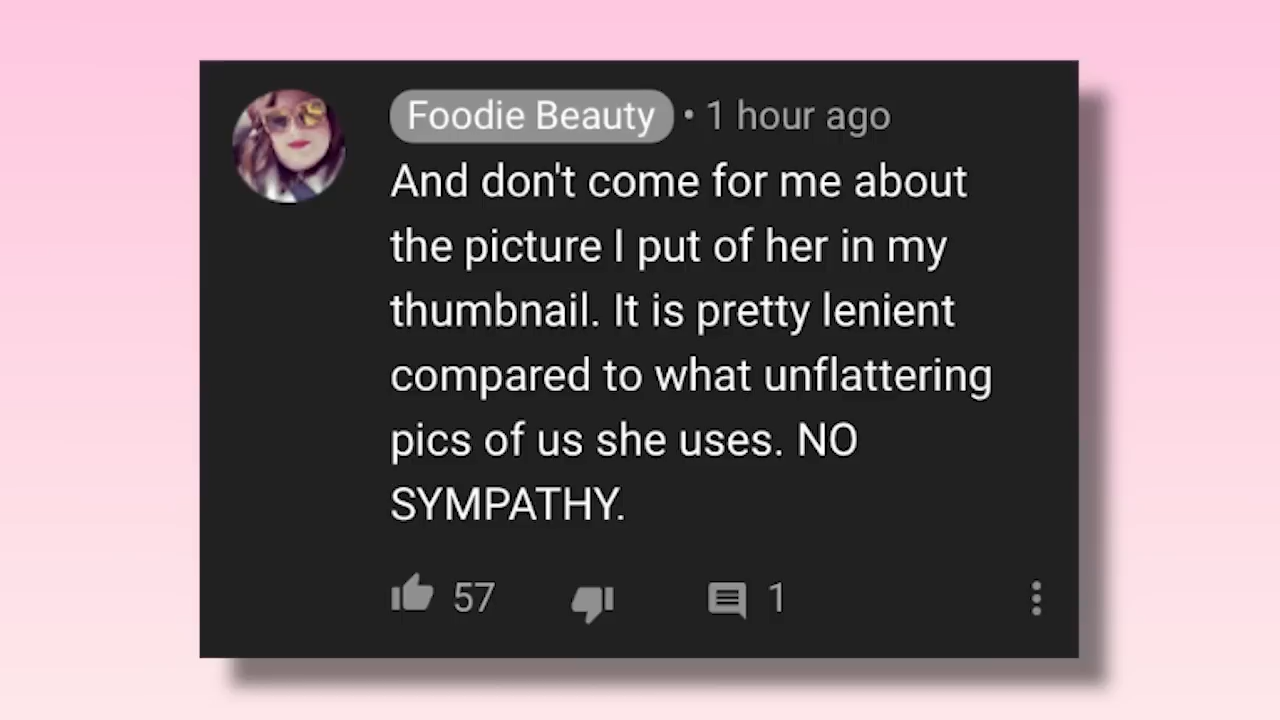 Foodie Beauty • 1 hour ago
And don't come for me about
the picture I put of her in my
thumbnail. It is pretty lenient
compared to what unflattering
pics of us she uses. NO
SYMPATHY.
57 1